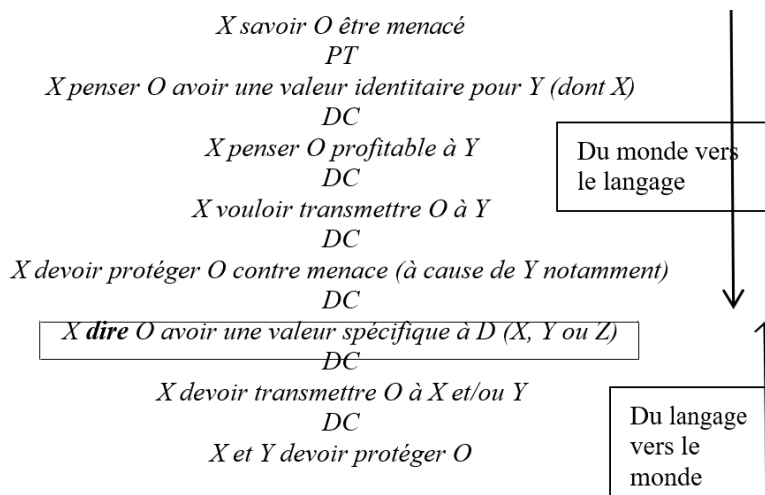 X savoir O être menacé
PT
X penser O avoir une valeur identitaire pour Y (dont X)
DC
X penser O profitable à Y
DC
X vouloir transmettre O à Y
DC
X devoir protéger O contre menace (à cause de Y notamment)
DC
X dire O avoir une valeur spécifique à D (X, Y ou Z)
DC
X devoir transmettre O à X et/ou Y
DC
X et Y devoir protéger O
Du monde vers
le langage
Du langage
vers le
monde